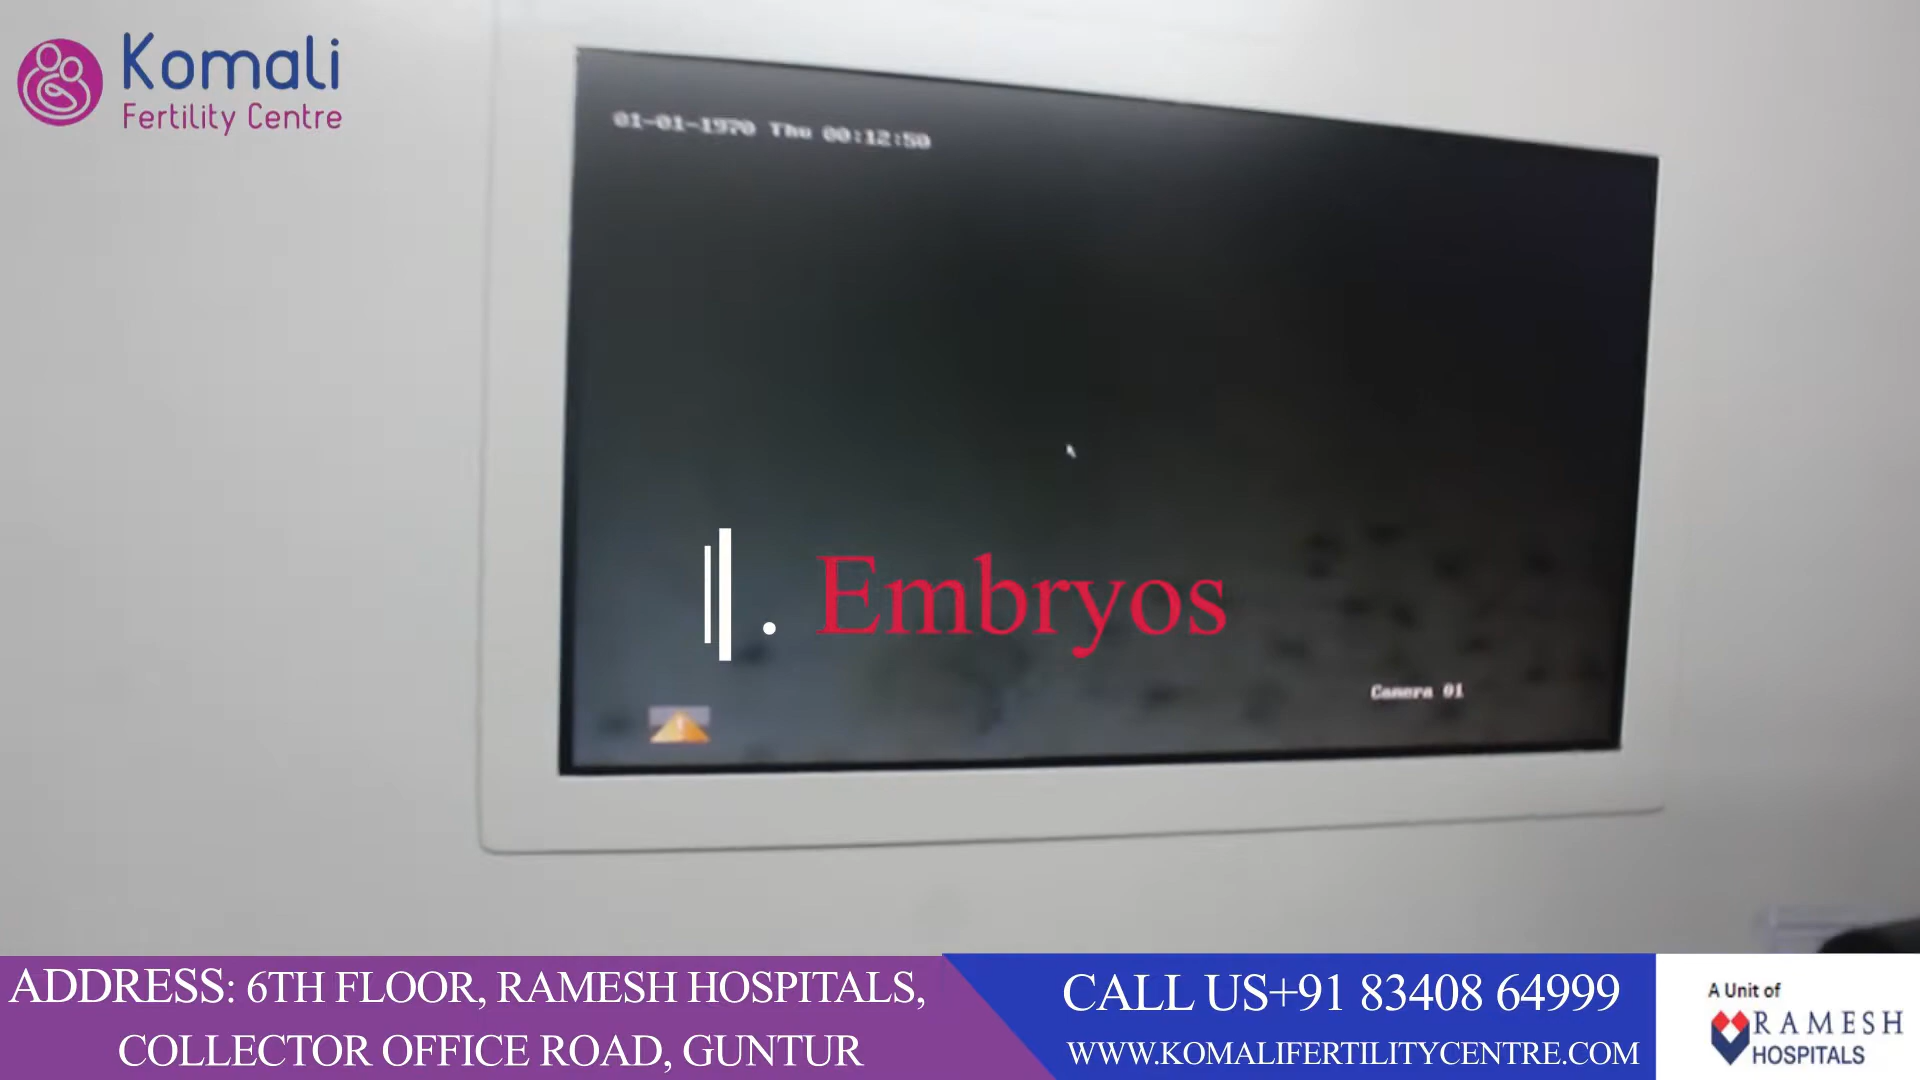 Komali
Fertility Centre
01-01-1970 Thu 00:12:50
. Embryos
Camera 01
ADDRESS: 6TH FLOOR, RAMESH HOSPITALS,
COLLECTOR OFFICE ROAD, GUNTUR
CALL US+91 83408 64999
WWW.KOMALIFERTILITYCENTRE.COM
A Unit of
RAMESH
HOSPITALS